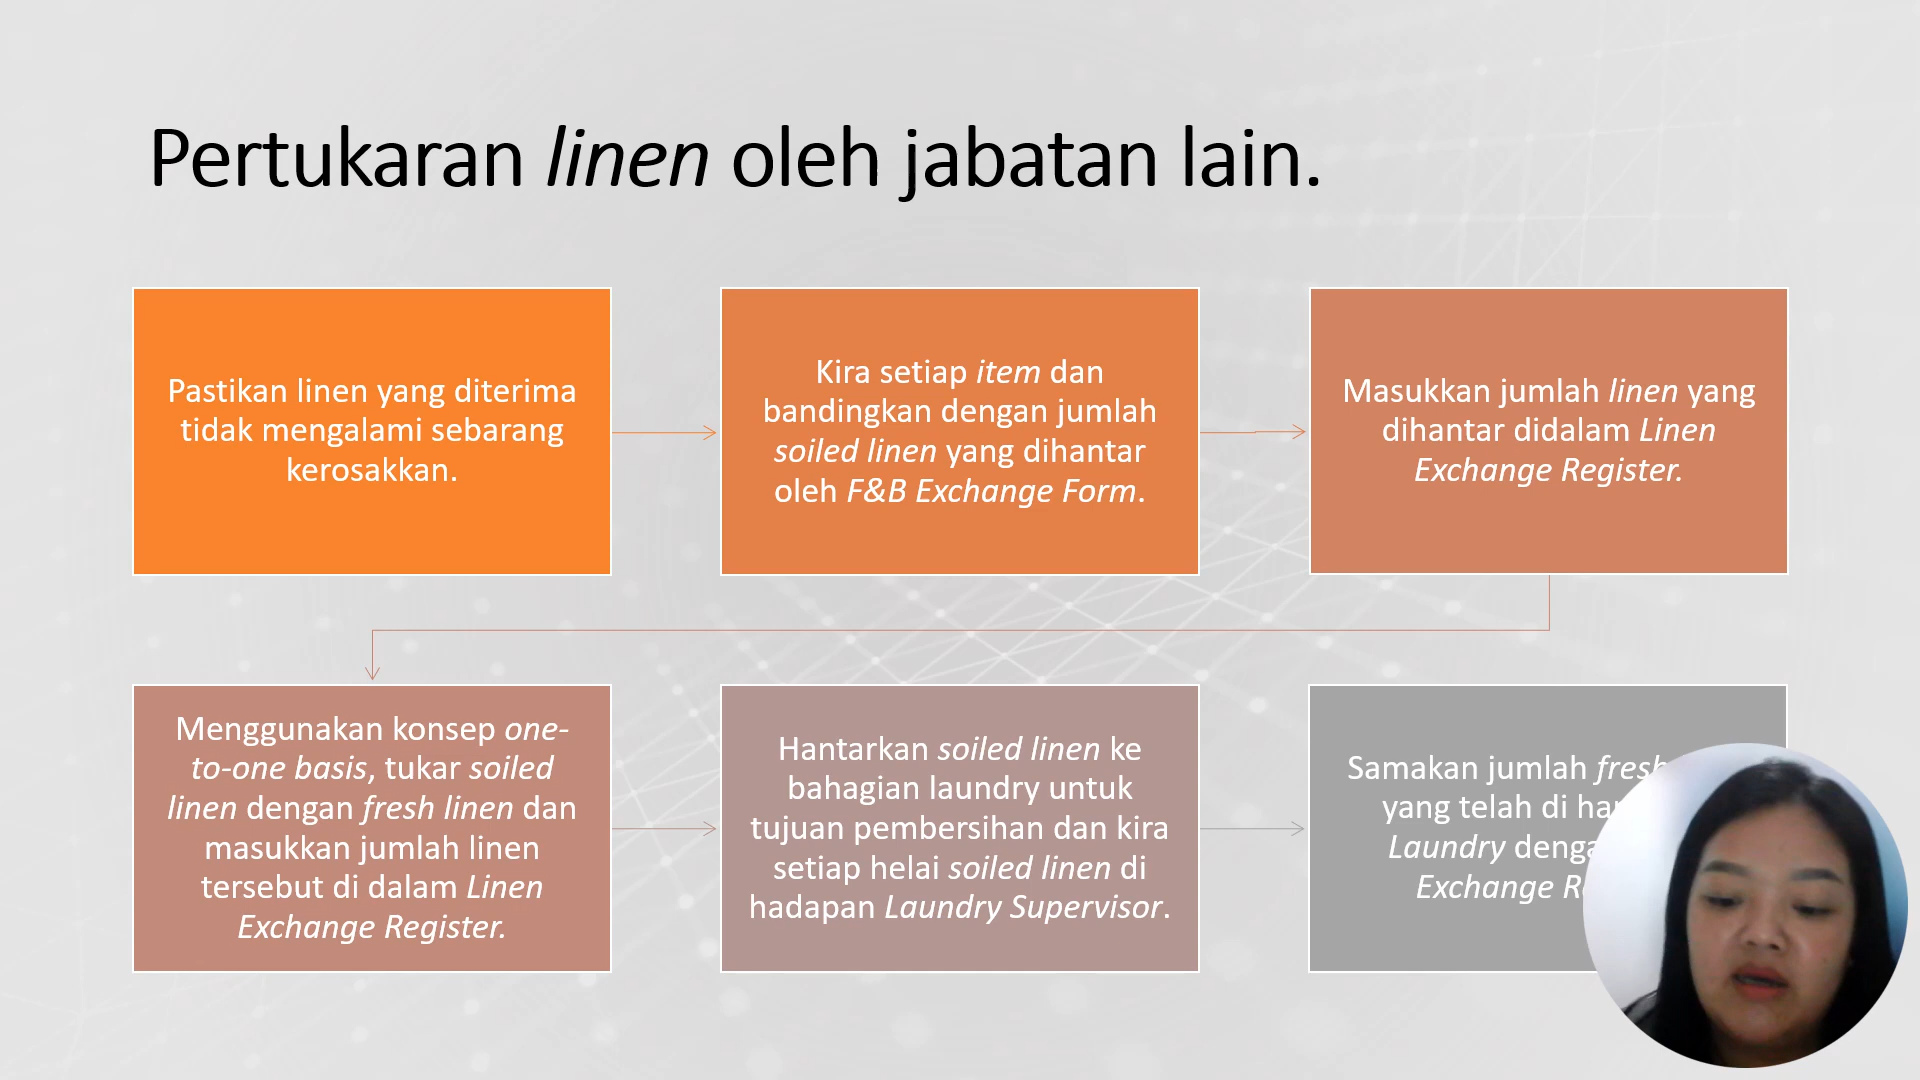 Pertukaran linen oleh jabatan lain.
Pastikan linen yang diterima
tidak mengalami sebarang
kerosakkan.
Kira setiap item dan
bandingkan dengan jumlah
soiled linen yang dihantar
oleh F&B Exchange Form.
Masukkan jumlah linen yang
dihantar didalam Linen
Exchange Register.
Menggunakan konsep one-
to-one basis, tukar soiled
linen dengan fresh linen dan
masukkan jumlah linen
tersebut di dalam Linen
Exchange Register.
Hantarkan soiled linen ke
bahagian laundry untuk
tujuan pembersihan dan kira
setiap helai soiled linen di
hadapan Laundry Supervisor.
Samakan jumlah fresh
yang telah di
Laundry
Exchange